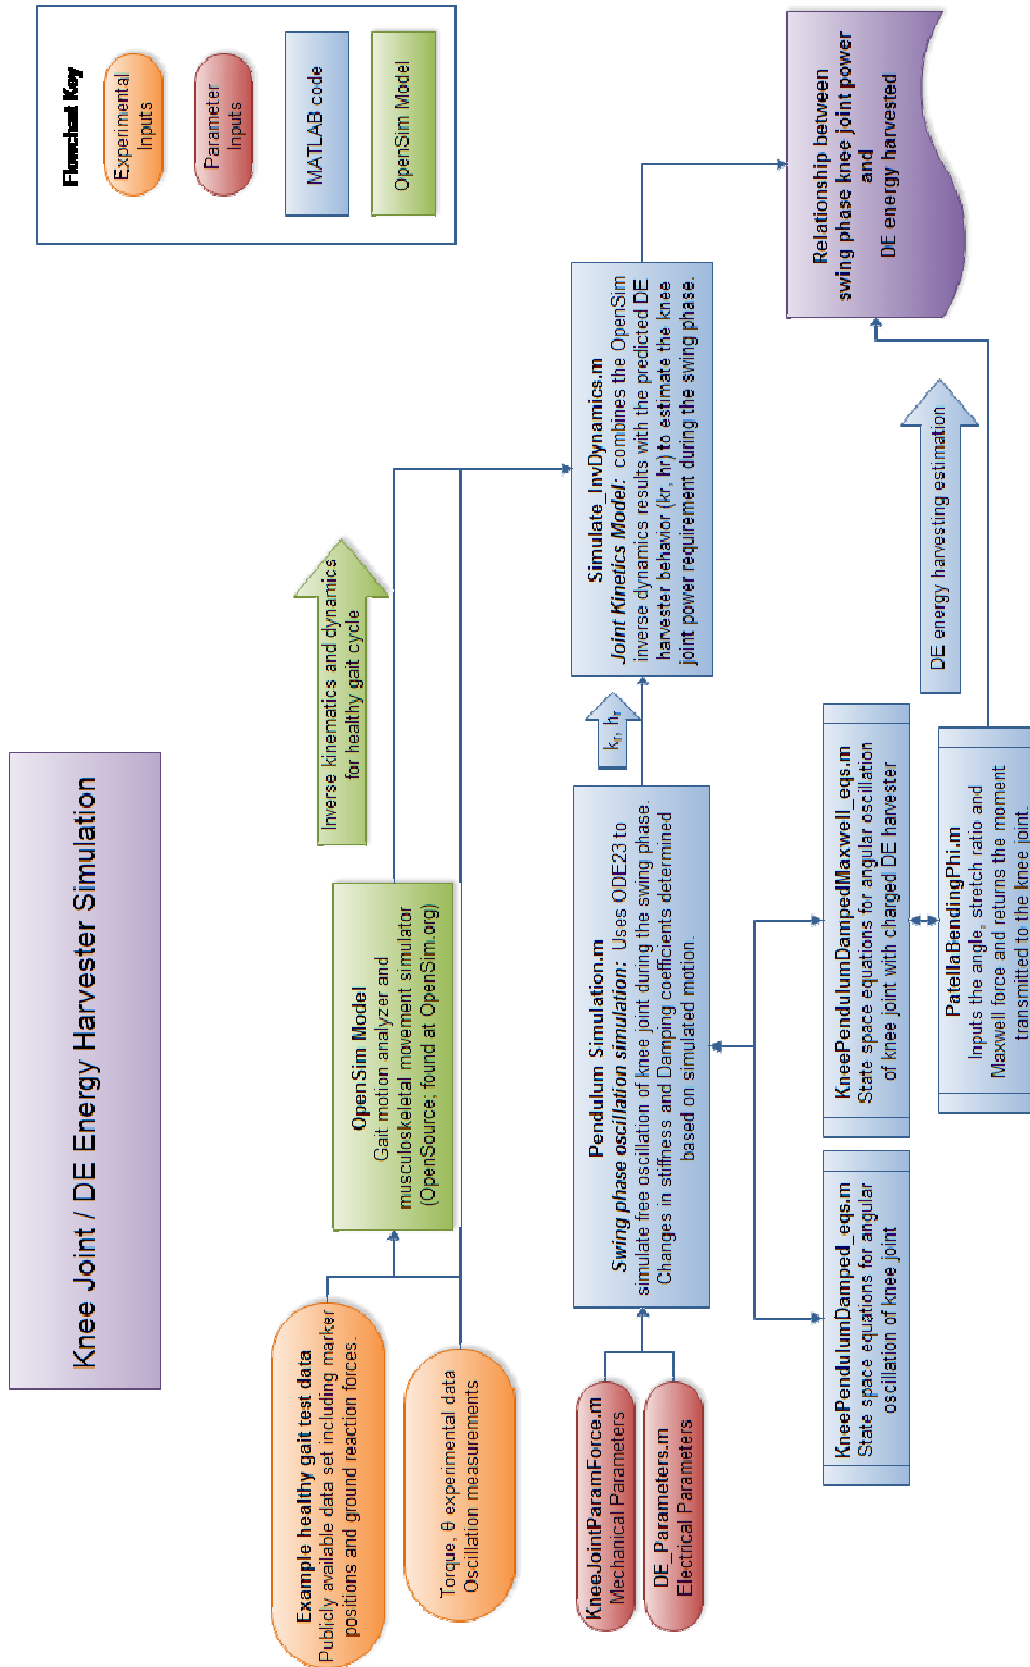 Knee Joint / DE Energy Harvester Simulation
Flowchart Key
Experimental
Inputs
Parameter
Inputs
MATLAB code
OpenSim Model
Example healthy gait test data
Publicly available data set including marker
positions and ground reaction forces.
Torque, θ experimental data
Oscillation measurements
OpenSim Model
Gait motion analyzer and
musculoskeletal movement simulator
(OpenSource; found at OpenSim.org)
Inverse kinematics and dynamics
for healthy gait cycle
KneeJointParamForce.m
Mechanical Parameters
DE_Parameters.m
Electrical Parameters
Pendulum Simulation.m
Swing phase oscillation simulation: Uses ODE23 to
simulate free oscillation of knee joint during the swing phase.
Changes in stiffness and Damping coefficients determined
based on simulated motion.
kr, hr
Simulate_InvDynamics.m
Joint Kinetics Model: combines the OpenSim
inverse dynamics results with the predicted DE
harvester behavior (kr, hr) to estimate the knee
joint power requirement during the swing phase.
KneePendulumDamped_eqs.m
State space equations for angular
oscillation of knee joint
KneePendulumDampedMaxwell_eqs.m
State space equations for angular oscillation
of knee joint with charged DE harvester
PatellaBendingPhi.m
Inputs the angle, stretch ratio and
Maxwell force and returns the moment
transmitted to the knee joint.
DE energy harvesting estimation
Relationship between
swing phase knee joint power
and
DE energy harvested